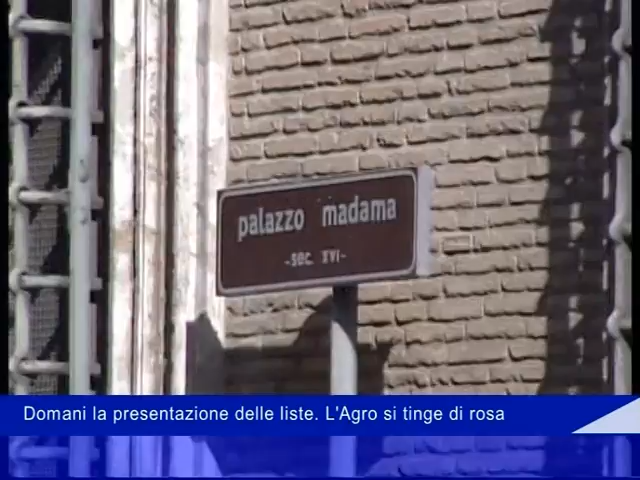 palazzo madama
-sec. XVI-
Domani la presentazione delle liste. L'Agro si tinge di rosa